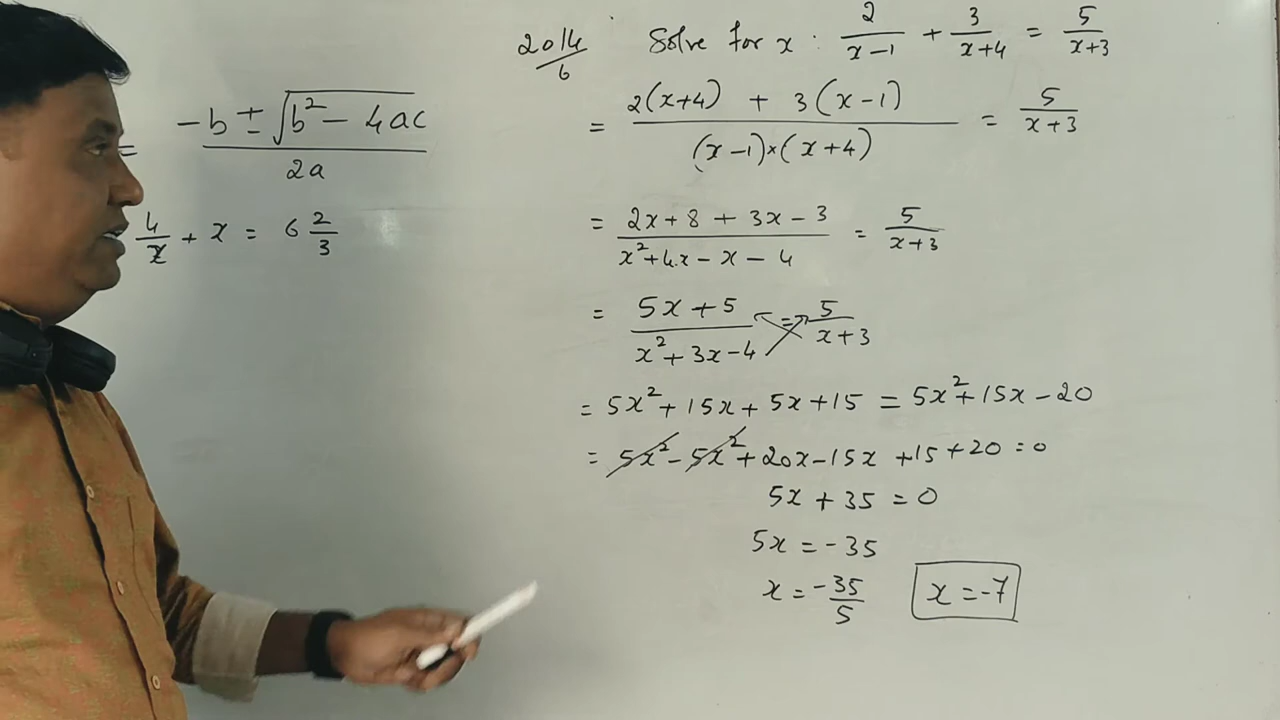 = -b ± √b² - 4ac / 2a
4/x + x = 6 2/3
2014/6 Solve for x : 2/x-1 + 3/x+4 = 5/x+3
= 2(x+4) + 3(x-1) / (x-1)×(x+4) = 5/x+3
= 2x+8 + 3x-3 / x²+4x-x-4 = 5/x+3
= 5x+5 / x²+3x-4 = 5/x+3
= 5x²+15x+5x+15 = 5x²+15x-20
= 5x²-5x²+20x-15x+15+20=0
5x+35=0
5x=-35
x=-35/5 x=-7